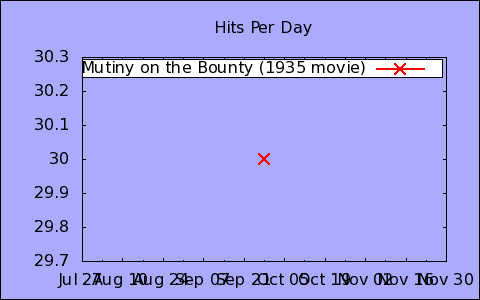 Hits Per Day
30.3
Mutiny on the Bounty (1935 movie)
30.2
30.1
30
29.9
29.8
29.7
Jul 27 Aug 10 Aug 24 Sep 07 Sep 21 Oct 05 Oct 19 Nov 02 Nov 16 Nov 30